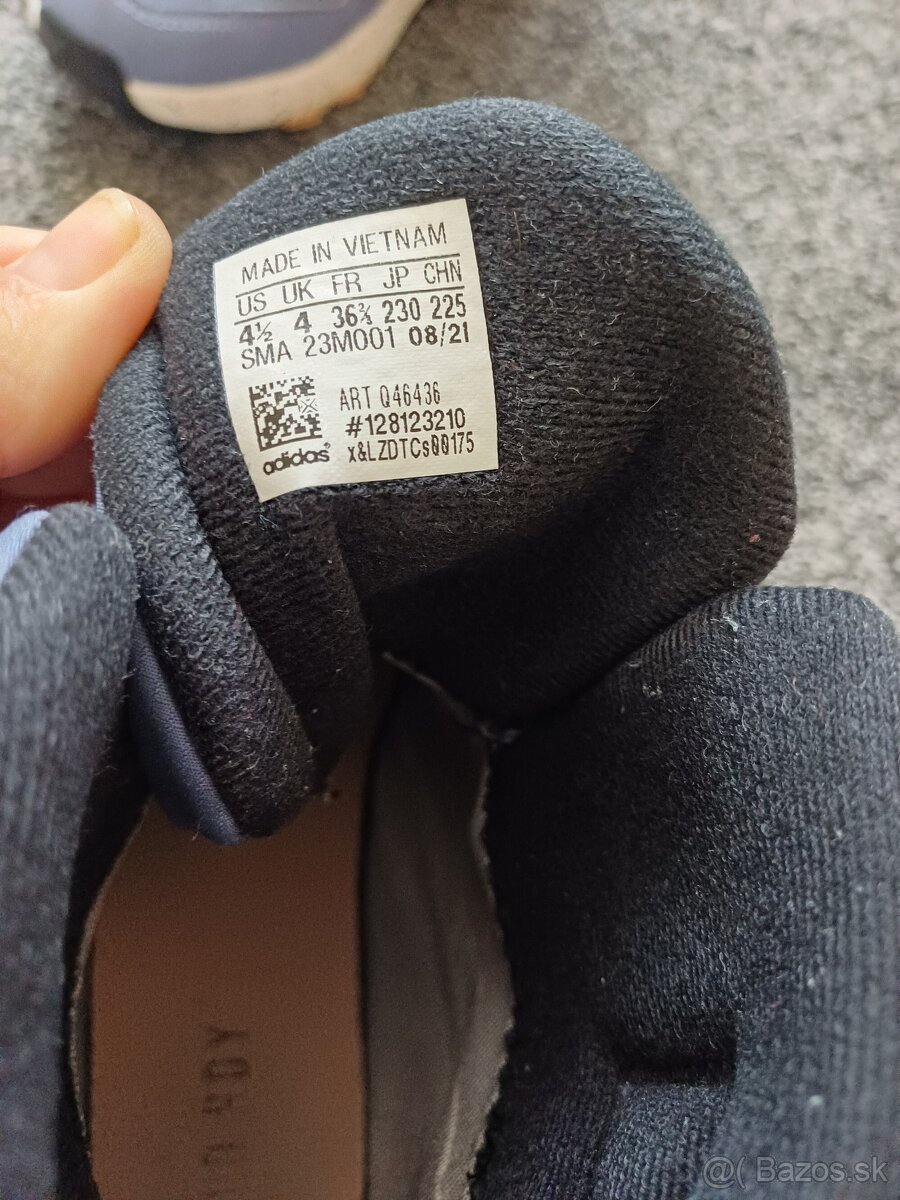 MADE IN VIETNAM
US UK FR JP CHN
4½ 4 36⅔ 230 225
SMA 23M001 08/21
ART Q46436
#128123210
adidas® x&LZDTCs00175
@( Bazos.sk